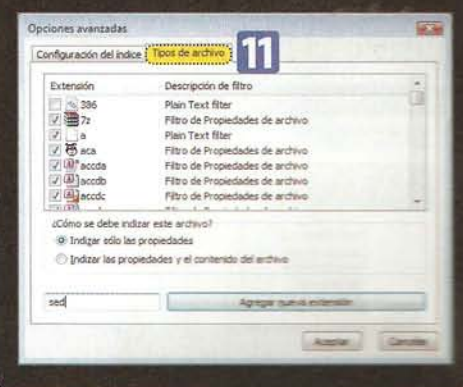 Opciones avanzadas
Configuración del índice Tipos de archivo 11
Extensión Descripción de filtro
386 Plain Text filter
7z Filtro de Propiedades de archivo
a Plain Text filter
aca Filtro de Propiedades de archivo
accda Filtro de Propiedades de archivo
accdb Filtro de Propiedades de archivo
accdc Filtro de Propiedades de archivo
¿Cómo se debe indizar este archivo?
Indizar sólo las propiedades
Indizar las propiedades y el contenido del archivo
sed Agregar nueva extensión
Aceptar Cancelar